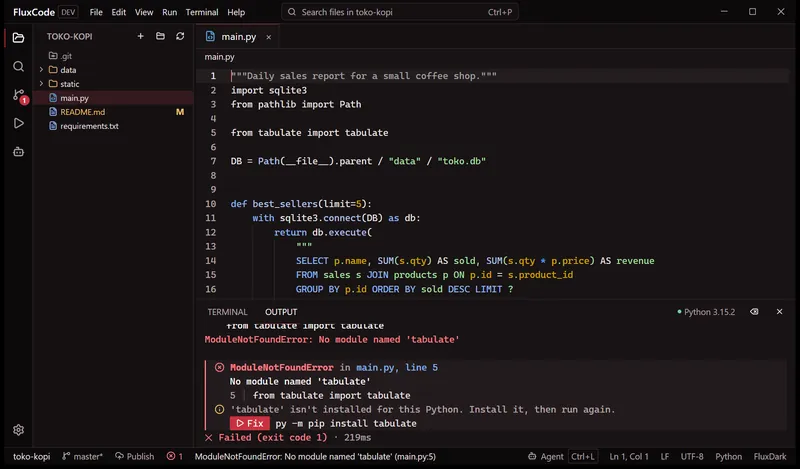 FluxCode DEV File Edit View Run Terminal Help Search files in toko-kopi Ctrl+P
TOKO-KOPI
.git
data
static
main.py
README.md M
requirements.txt
1
main.py ×
main.py
1 """Daily sales report for a small coffee shop."""
2 import sqlite3
3 from pathlib import Path
4
5 from tabulate import tabulate
6
7 DB = Path(__file__).parent / "data" / "toko.db"
8
9
10 def best_sellers(limit=5):
11 with sqlite3.connect(DB) as db:
12 return db.execute(
13 """
14 SELECT p.name, SUM(s.qty) AS sold, SUM(s.qty * p.price) AS revenue
15 FROM sales s JOIN products p ON p.id = s.product_id
16 GROUP BY p.id ORDER BY sold DESC LIMIT ?
TERMINAL OUTPUT Python 3.15.2
from tabulate import tabulate
ModuleNotFoundError: No module named 'tabulate'
ModuleNotFoundError in main.py, line 5
No module named 'tabulate'
5 | from tabulate import tabulate
'tabulate' isn't installed for this Python. Install it, then run again.
Fix py -m pip install tabulate
× Failed (exit code 1) · 219ms
toko-kopi master* Publish 1 ModuleNotFoundError: No module named 'tabulate' (main.py:5) Agent Ctrl+L Ln 1, Col 1 LF UTF-8 Python FluxDark